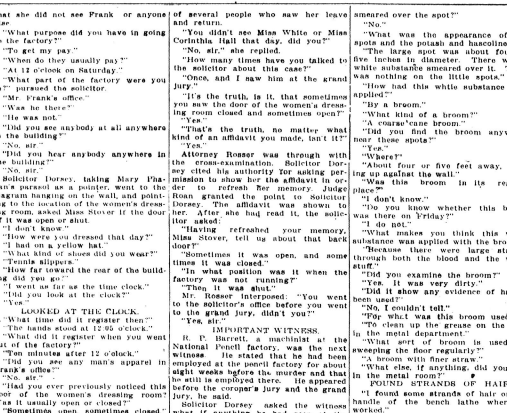 at she did not see Frank or anyone
se.
"What purpose did you have in going
the factory?"
"To get my pay."
"When do they usually pay?"
"At 12 o'clock on Saturday."
"What part of the factory were you
?" pursued the solicitor.
"Mr. Frank's office."
"Was he there?"
"He was not."
"Did you see anybody at all anywhere
the building?"
"No, sir."
"Did you hear anybody anywhere in
e building?"
"No, sir."
Solicitor Dorsey, taking Mary Pha-
n's parasol as a pointer, went to the
agram hanging on the wall, and point-
g to the location of the women's dress-
g room, asked Miss Stover if the door
it was open or shut.
"I don't know."
"How were you dressed that day?"
"I had on a yellow hat."
"What kind of shoes did you wear?"
"Tennis slippers."
"How far toward the rear of the build-
ng did you go?"
"I went as far as the time clock."
"Did you look at the clock?"
"Yes."
LOOKED AT THE CLOCK.
"What time did it register then?"
"The hands stood at 12:05 o'clock."
"What did it register when you went
ut of the factory?"
"Ten minutes after 12 o'clock."
"Did you see any man's apparel in
rank's office?"
"No, sir."
"Had you ever previously noticed this
oor of the women's dressing room?
as it usually open or closed?"
"Sometimes open, sometimes closed."
of several people who saw her leave
and return.
"You didn't see Miss White or Miss
Corinthia Hall that day, did you?"
"No, sir," she replied.
"How many times have you talked to
the solicitor about this case?"
"Once, and I saw him at the grand
jury."
"It's the truth, is it, that sometimes
you saw the door of the women's dress-
ing room closed and sometimes open?"
"Yes."
"That's the truth, no matter what
kind of an affidavit you made, isn't it?"
"Yes."
Attorney Rosser was through with
the cross-examination. Solicitor Dor-
sey cited his authority for asking per-
mission to show her the affidavit in or-
der to refresh her memory. Judge
Roan granted the point to Solicitor
Dorsey. The affidavit was shown to
her. After she had read it, the solic-
itor asked:
"Having refreshed your memory,
Miss Stover, tell us about that back
door?"
"Sometimes it was open, and some
times it was closed."
"In what position was it when the
factory was not running?"
"Then it was shut."
Mr. Rosser interposed: "You went
to the solicitor's office before you went
to the grand jury, didn't you?"
"Yes, sir."
IMPORTANT WITNESS.
R. P. Barrett, a machinist at the
National Pencil factory, was the next
witness. He stated that he had been
employed at the pencil factory for about
eight weeks before the murder and that
he still is employed there. He appeared
before the coroner's jury and the grand
jury, he said.
Solicitor Dorsey asked the witness
smeared over the spot?"
"No."
"What was the appearance of
spots and the potash and hascoline
"The large spot was about fou
five inches in diameter. There w
white substance smeared over it. T
was nothing on the little spots."
"How had this white substance
applied?"
"By a broom."
"What kind of a broom?"
"A coarse cane broom."
"Did you find the broom anyw
near these spots?"
"Yes."
"Where?"
"About four or five feet away,
ing up against the wall."
"Was this broom in its re
place?"
"I don't know."
"Do you know whether this b
was there on Friday?"
"I do not."
"What makes you think this
substance was applied with the bro
"Because there were large st
through both the blood and the
stuff."
"Did you examine the broom?"
"Yes. It was very dirty."
"Did it show any evidence of ha
been used?"
"No, I couldn't tell."
"For what was this broom used
"To clean up the grease on the
in the metal department."
"What sort of broom is used
sweeping the floor regularly?"
"A broom with finer straw."
"What else, if anything, did you
in the metal room?"
FOUND STRANDS OF HAIR
"I found some strands of hair o
handle of the bench lathe wher
worked."